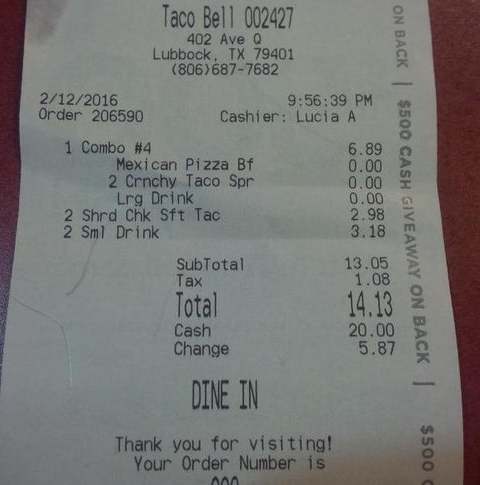 Taco Bell 002427
402 Ave Q
Lubbock, TX 79401
(806)687-7682
2/12/2016 9:56:39 PM
Order 206590 Cashier: Lucia A
1 Combo #4 6.89
Mexican Pizza Bf 0.00
2 Crnchy Taco Spr 0.00
Lrg Drink 0.00
2 Shrd Chk Sft Tac 2.98
2 Sml Drink 3.18
SubTotal 13.05
Tax 1.08
Total 14.13
Cash 20.00
Change 5.87
DINE IN
Thank you for visiting!
Your Order Number is
ON BACK | $500 CASH GIVEAWAY ON BACK | $500 C